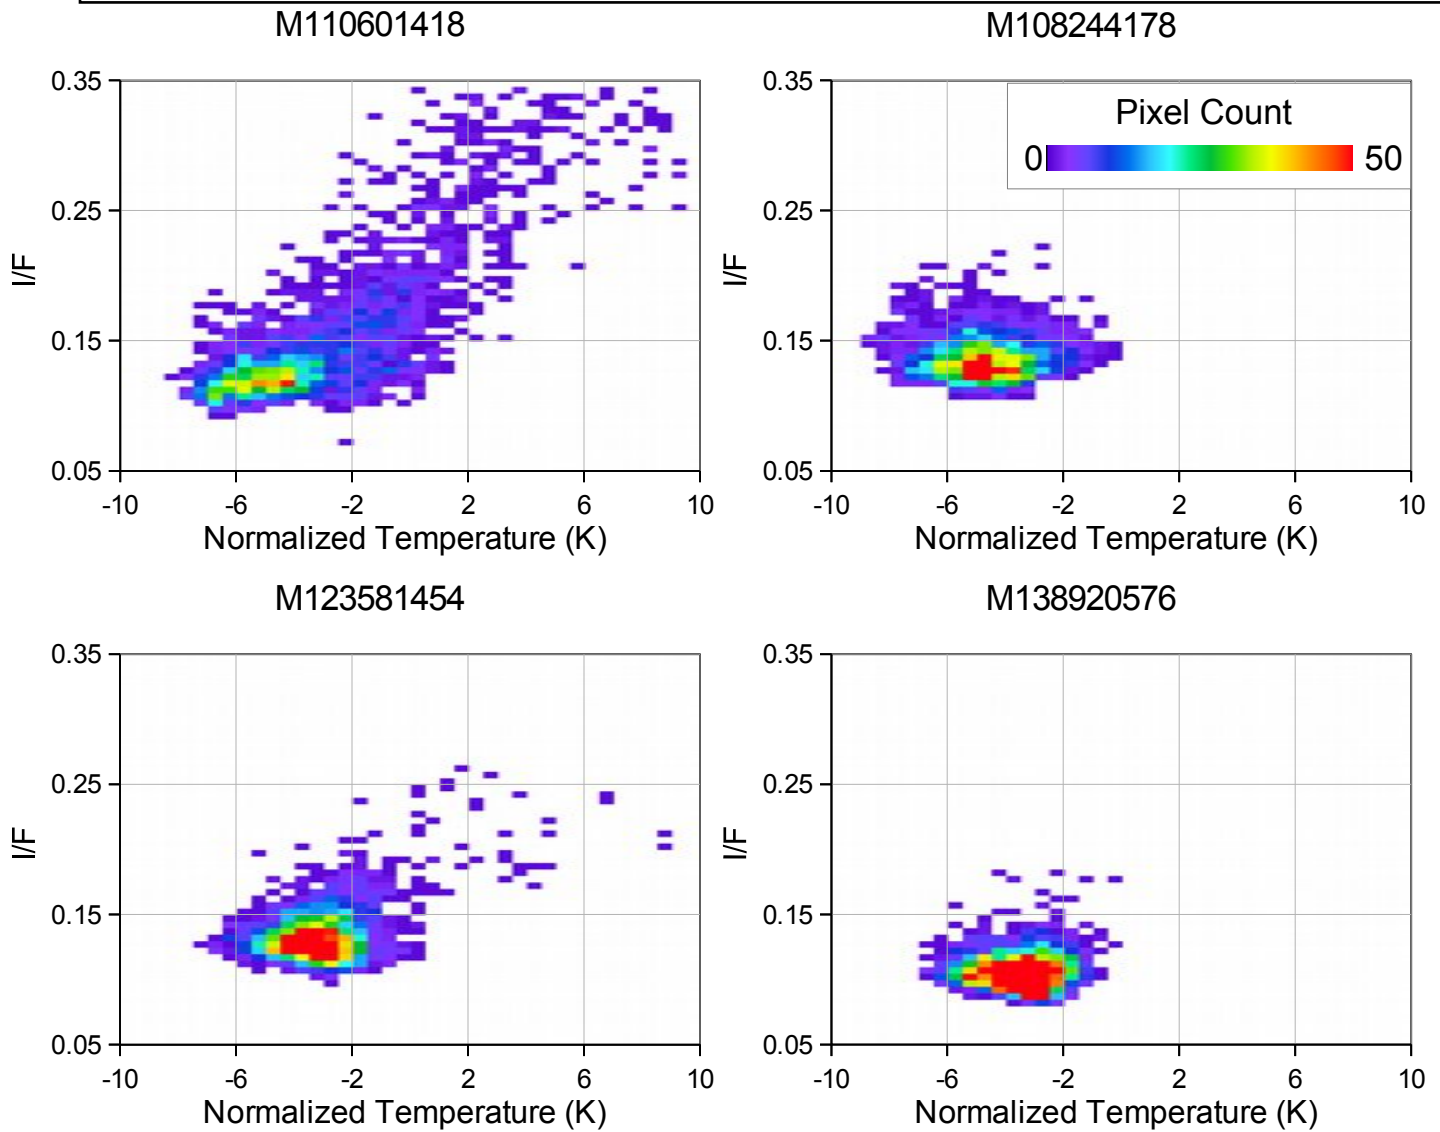 M110601418
M108244178
0.35
0.25
0.15
0.05
I/F
-10 -6 -2 2 6 10
Normalized Temperature (K)
0.35
0.25
0.15
0.05
I/F
Pixel Count
0 50
-10 -6 -2 2 6 10
Normalized Temperature (K)
M123581454
M138920576
0.35
0.25
0.15
0.05
I/F
-10 -6 -2 2 6 10
Normalized Temperature (K)
0.35
0.25
0.15
0.05
I/F
-10 -6 -2 2 6 10
Normalized Temperature (K)